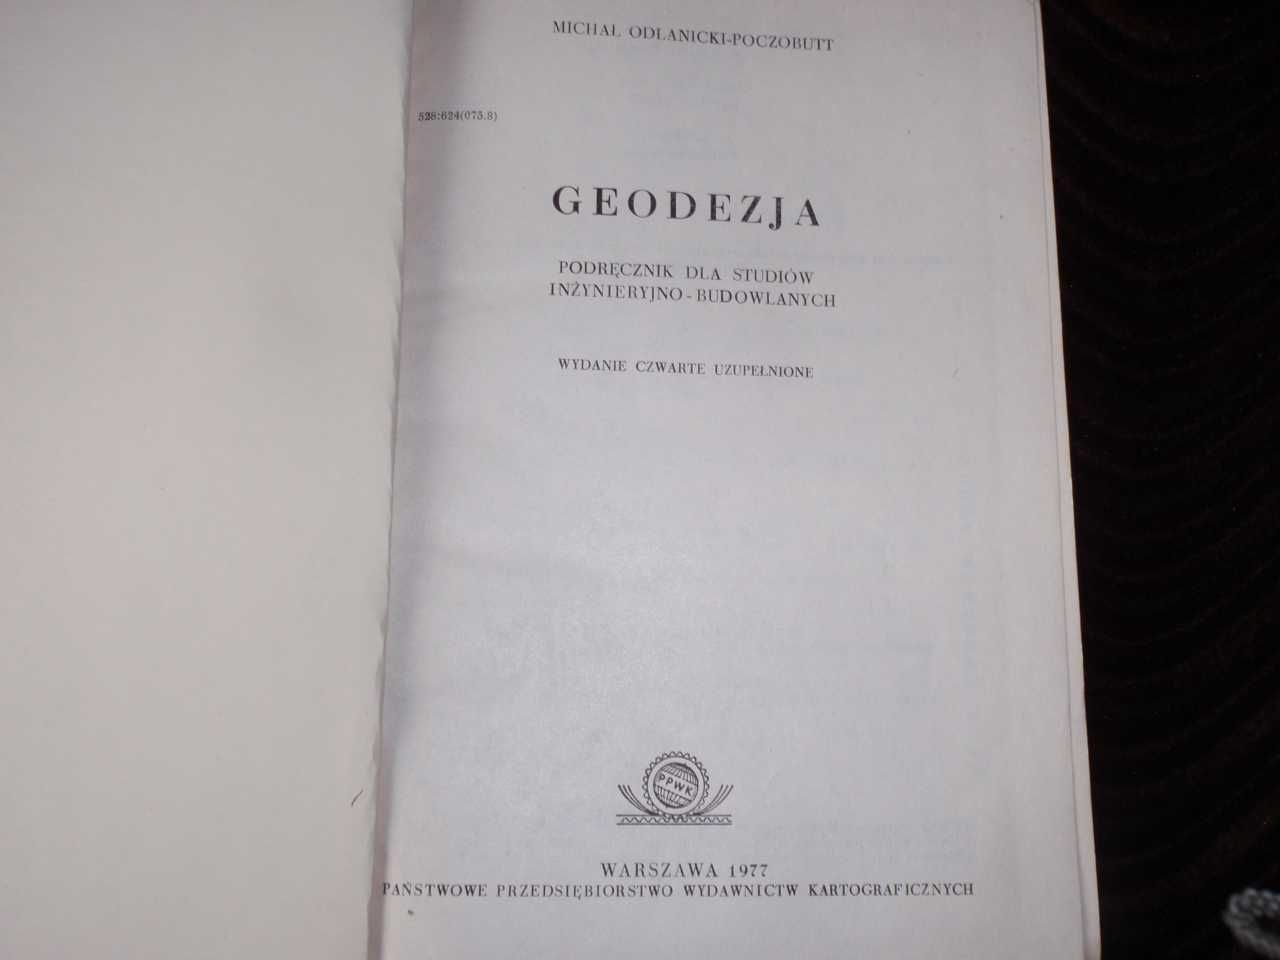 MICHAŁ ODLANICKI-POCZOBUTT
528:624(075.8)
GEODEZJA
PODRĘCZNIK DLA STUDIÓW
INŻYNIERYJNO-BUDOWLANYCH
WYDANIE CZWARTE UZUPEŁNIONE
PPWK
WARSZAWA 1977
PAŃSTWOWE PRZEDSIĘBIORSTWO WYDAWNICTW KARTOGRAFICZNYCH